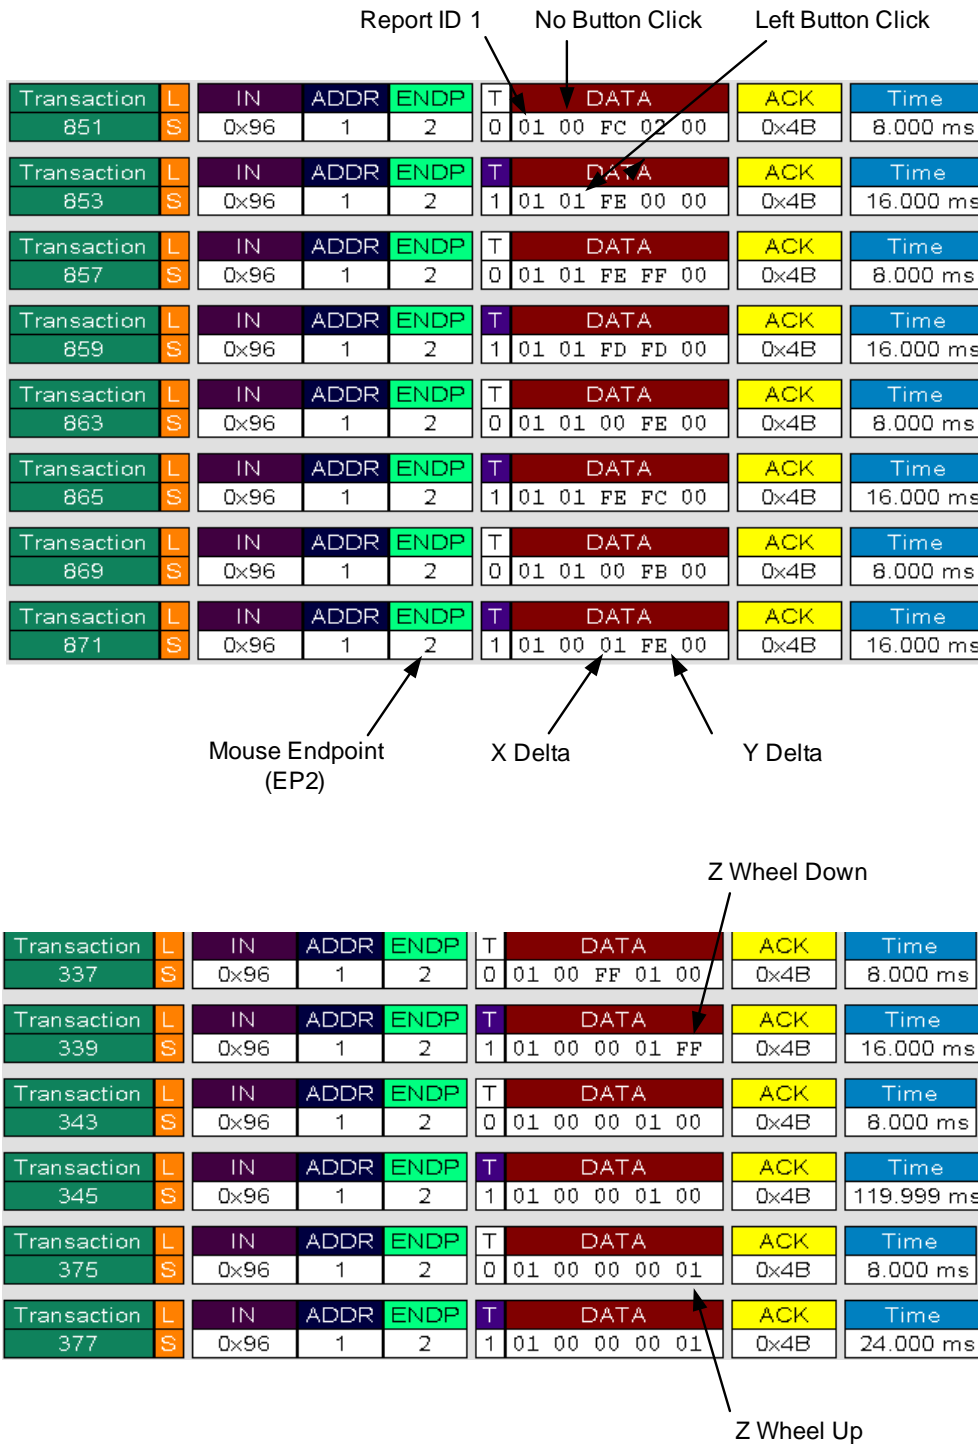 Report ID 1 No Button Click Left Button Click
Transaction L IN ADDR ENDP T DATA ACK Time
851 S 0x96 1 2 0 01 00 FC 02 00 0x4B 8.000 ms
Transaction L IN ADDR ENDP T DATA ACK Time
853 S 0x96 1 2 1 01 01 FE 00 00 0x4B 16.000 ms
Transaction L IN ADDR ENDP T DATA ACK Time
857 S 0x96 1 2 0 01 01 FE FF 00 0x4B 8.000 ms
Transaction L IN ADDR ENDP T DATA ACK Time
859 S 0x96 1 2 1 01 01 FD FD 00 0x4B 16.000 ms
Transaction L IN ADDR ENDP T DATA ACK Time
863 S 0x96 1 2 0 01 01 00 FE 00 0x4B 8.000 ms
Transaction L IN ADDR ENDP T DATA ACK Time
865 S 0x96 1 2 1 01 01 FE FC 00 0x4B 16.000 ms
Transaction L IN ADDR ENDP T DATA ACK Time
869 S 0x96 1 2 0 01 01 00 FB 00 0x4B 8.000 ms
Transaction L IN ADDR ENDP T DATA ACK Time
871 S 0x96 1 2 1 01 00 01 FE 00 0x4B 16.000 ms
Mouse Endpoint X Delta Y Delta
(EP2)
Z Wheel Down
Transaction L IN ADDR ENDP T DATA ACK Time
337 S 0x96 1 2 0 01 00 FF 01 00 0x4B 8.000 ms
Transaction L IN ADDR ENDP T DATA ACK Time
339 S 0x96 1 2 1 01 00 00 01 FF 0x4B 16.000 ms
Transaction L IN ADDR ENDP T DATA ACK Time
343 S 0x96 1 2 0 01 00 00 01 00 0x4B 8.000 ms
Transaction L IN ADDR ENDP T DATA ACK Time
345 S 0x96 1 2 1 01 00 00 01 00 0x4B 119.999 ms
Transaction L IN ADDR ENDP T DATA ACK Time
375 S 0x96 1 2 0 01 00 00 00 01 0x4B 8.000 ms
Transaction L IN ADDR ENDP T DATA ACK Time
377 S 0x96 1 2 1 01 00 00 00 01 0x4B 24.000 ms
Z Wheel Up